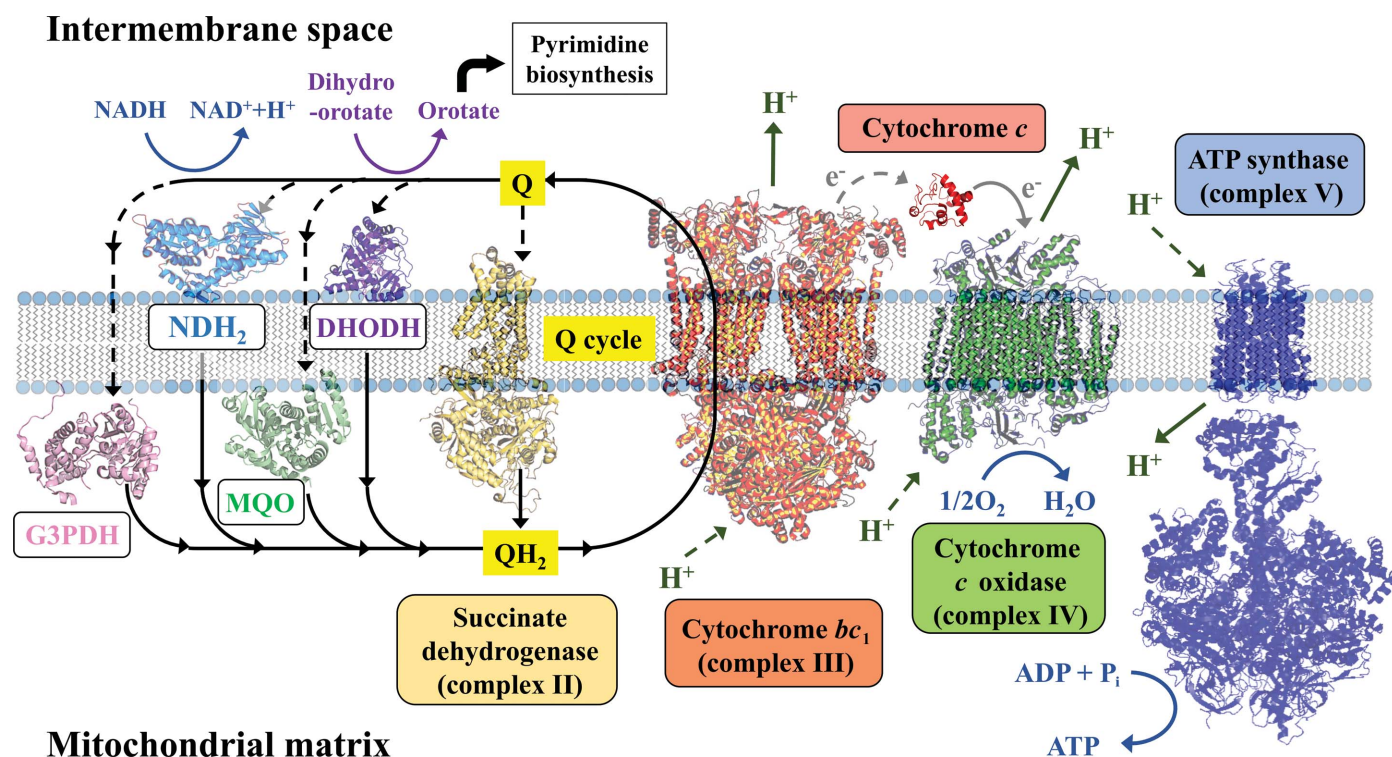 Intermembrane space
Pyrimidine
biosynthesis
Dihydro
-orotate
Orotate
NADH
NAD⁺+H⁺
H⁺
Cytochrome c
H⁺
ATP synthase
(complex V)
Q
e⁻
e⁻
H⁺
NDH₂
DHODH
Q cycle
G3PDH
MQO
QH₂
H⁺
H⁺
1/2O₂
H₂O
H⁺
Succinate
dehydrogenase
(complex II)
Cytochrome bc₁
(complex III)
Cytochrome
c oxidase
(complex IV)
ADP + Pᵢ
ATP
Mitochondrial matrix